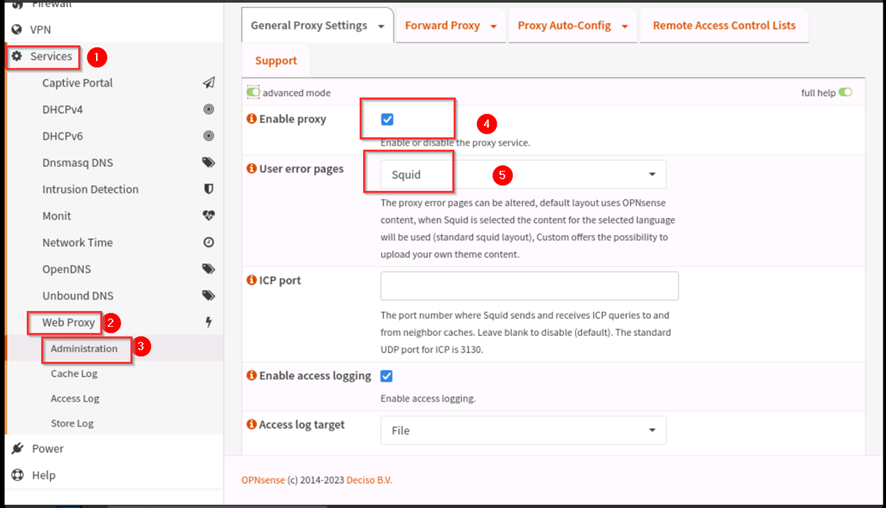 Firewall
VPN
Services 1
Captive Portal
DHCPv4
DHCPv6
Dnsmasq DNS
Intrusion Detection
Monit
Network Time
OpenDNS
Unbound DNS
Web Proxy 2
Administration 3
Cache Log
Access Log
Store Log
Power
Help
General Proxy Settings Forward Proxy Proxy Auto-Config Remote Access Control Lists
Support
advanced mode full help
Enable proxy 4
Enable or disable the proxy service.
User error pages Squid 5
The proxy error pages can be altered, default layout uses OPNsense
content, when Squid is selected the content for the selected language
will be used (standard squid layout), Custom offers the possibility to
upload your own theme content.
ICP port
The port number where Squid sends and receives ICP queries to and
from neighbor caches. Leave blank to disable (default). The standard
UDP port for ICP is 3130.
Enable access logging
Enable access logging.
Access log target File
OPNsense (c) 2014-2023 Deciso B.V.